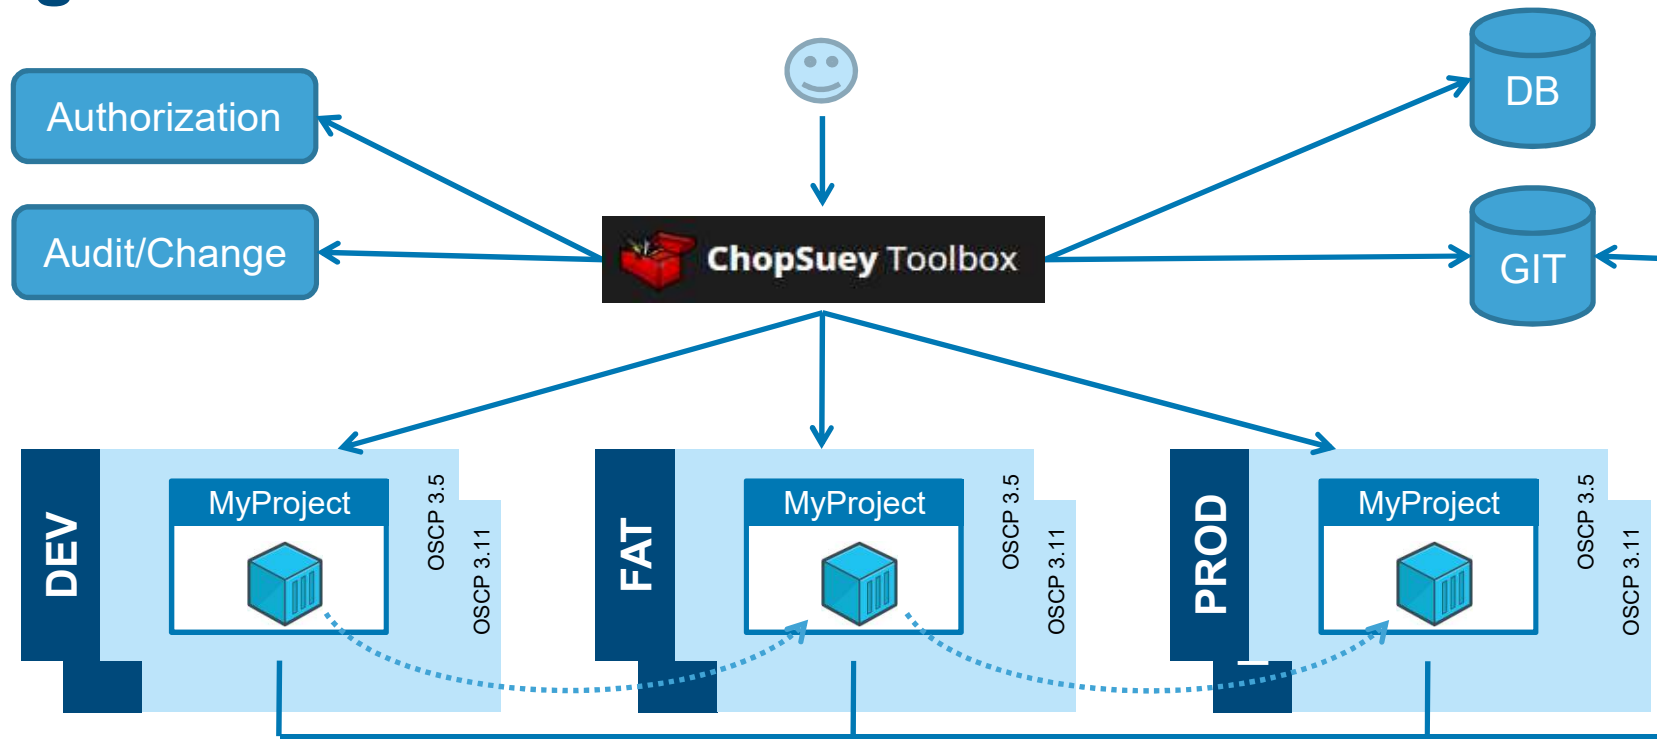 DB
Authorization
Audit/Change
ChopSuey Toolbox
GIT
DEV
MyProject
OSCP 3.5
OSCP 3.11
FAT
MyProject
OSCP 3.5
OSCP 3.11
PROD
MyProject
OSCP 3.5
OSCP 3.11